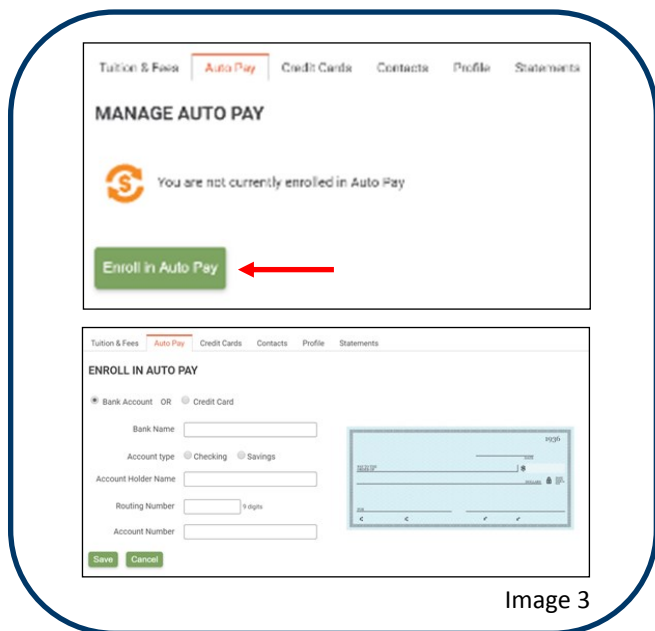 Tuition & Fees Auto Pay Credit Cards Contacts Profile Statements
MANAGE AUTO PAY
You are not currently enrolled in Auto Pay
Enroll in Auto Pay
Tuition & Fees Auto Pay Credit Cards Contacts Profile Statements
ENROLL IN AUTO PAY
Bank Account OR Credit Card
Bank Name
Account type Checking Savings
Account Holder Name
Routing Number 9 digits
Account Number
Save Cancel
1936
$
Image 3